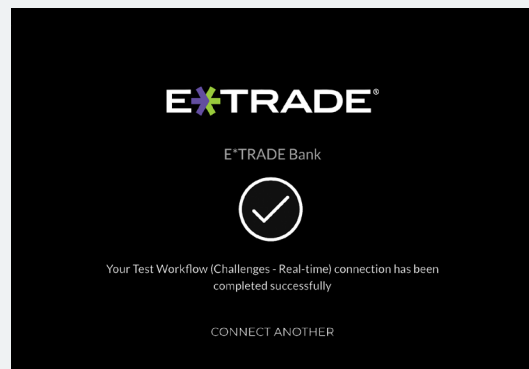 E*TRADE®
E*TRADE Bank
Your Test Workflow (Challenges - Real-time) connection has been
completed successfully
CONNECT ANOTHER